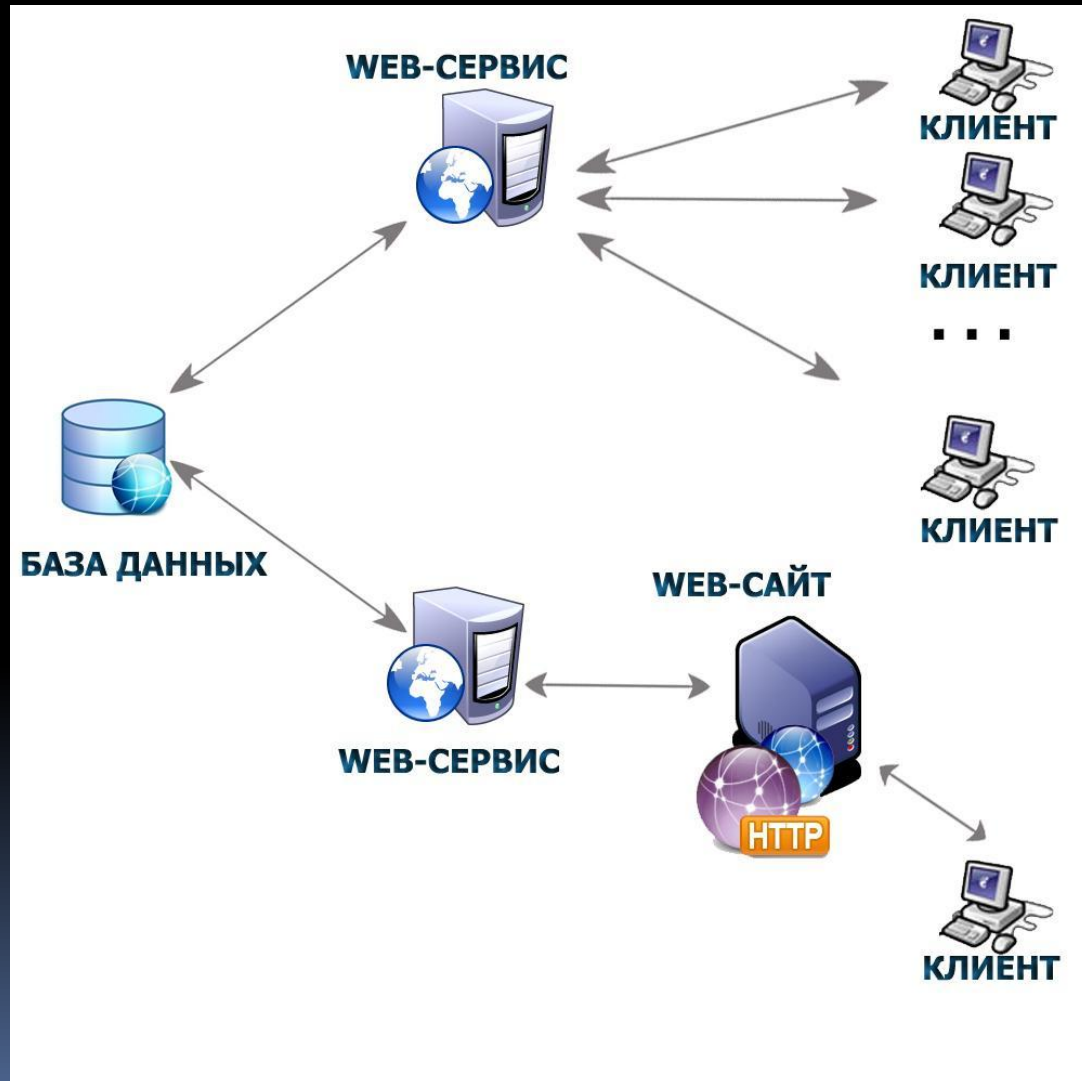 WEB-СЕРВИС
КЛИЕНТ
КЛИЕНТ
...
КЛИЕНТ
БАЗА ДАННЫХ
WEB-САЙТ
WEB-СЕРВИС
HTTP
КЛИЕНТ